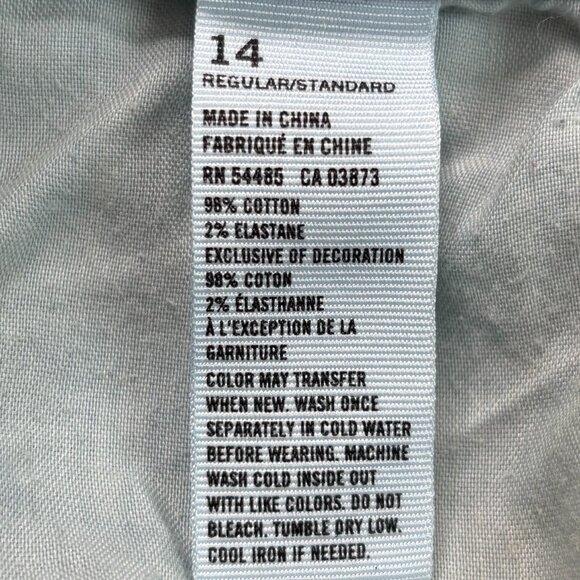 14
REGULAR/STANDARD
MADE IN CHINA
FABRIQUÉ EN CHINE
RN 54485 CA 03873
98% COTTON
2% ELASTANE
EXCLUSIVE OF DECORATION
98% COTON
2% ÉLASTHANNE
À L'EXCEPTION DE LA
GARNITURE
COLOR MAY TRANSFER
WHEN NEW. WASH ONCE
SEPARATELY IN COLD WATER
BEFORE WEARING. MACHINE
WASH COLD INSIDE OUT
WITH LIKE COLORS. DO NOT
BLEACH. TUMBLE DRY LOW.
COOL IRON IF NEEDED.